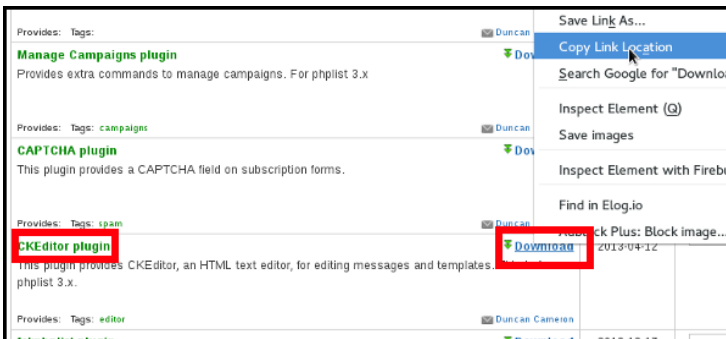 Save Link As...
Provides: Tags: Duncan
Copy Link Location
Manage Campaigns plugin
Provides extra commands to manage campaigns. For phplist 3.x
Search Google for "Downlo
Inspect Element (Q)
Provides: Tags: campaigns Duncan
Save images
CAPTCHA plugin
This plugin provides a CAPTCHA field on subscription forms.
Inspect Element with Fireb
Find in Elog.io
Provides: Tags: spam Duncan
Adblock Plus: Block image...
CKEditor plugin Download 2013-04-12
This plugin provides CKEditor, an HTML text editor, for editing messages and templates.
phplist 3.x.
Provides: Tags: editor Duncan Cameron